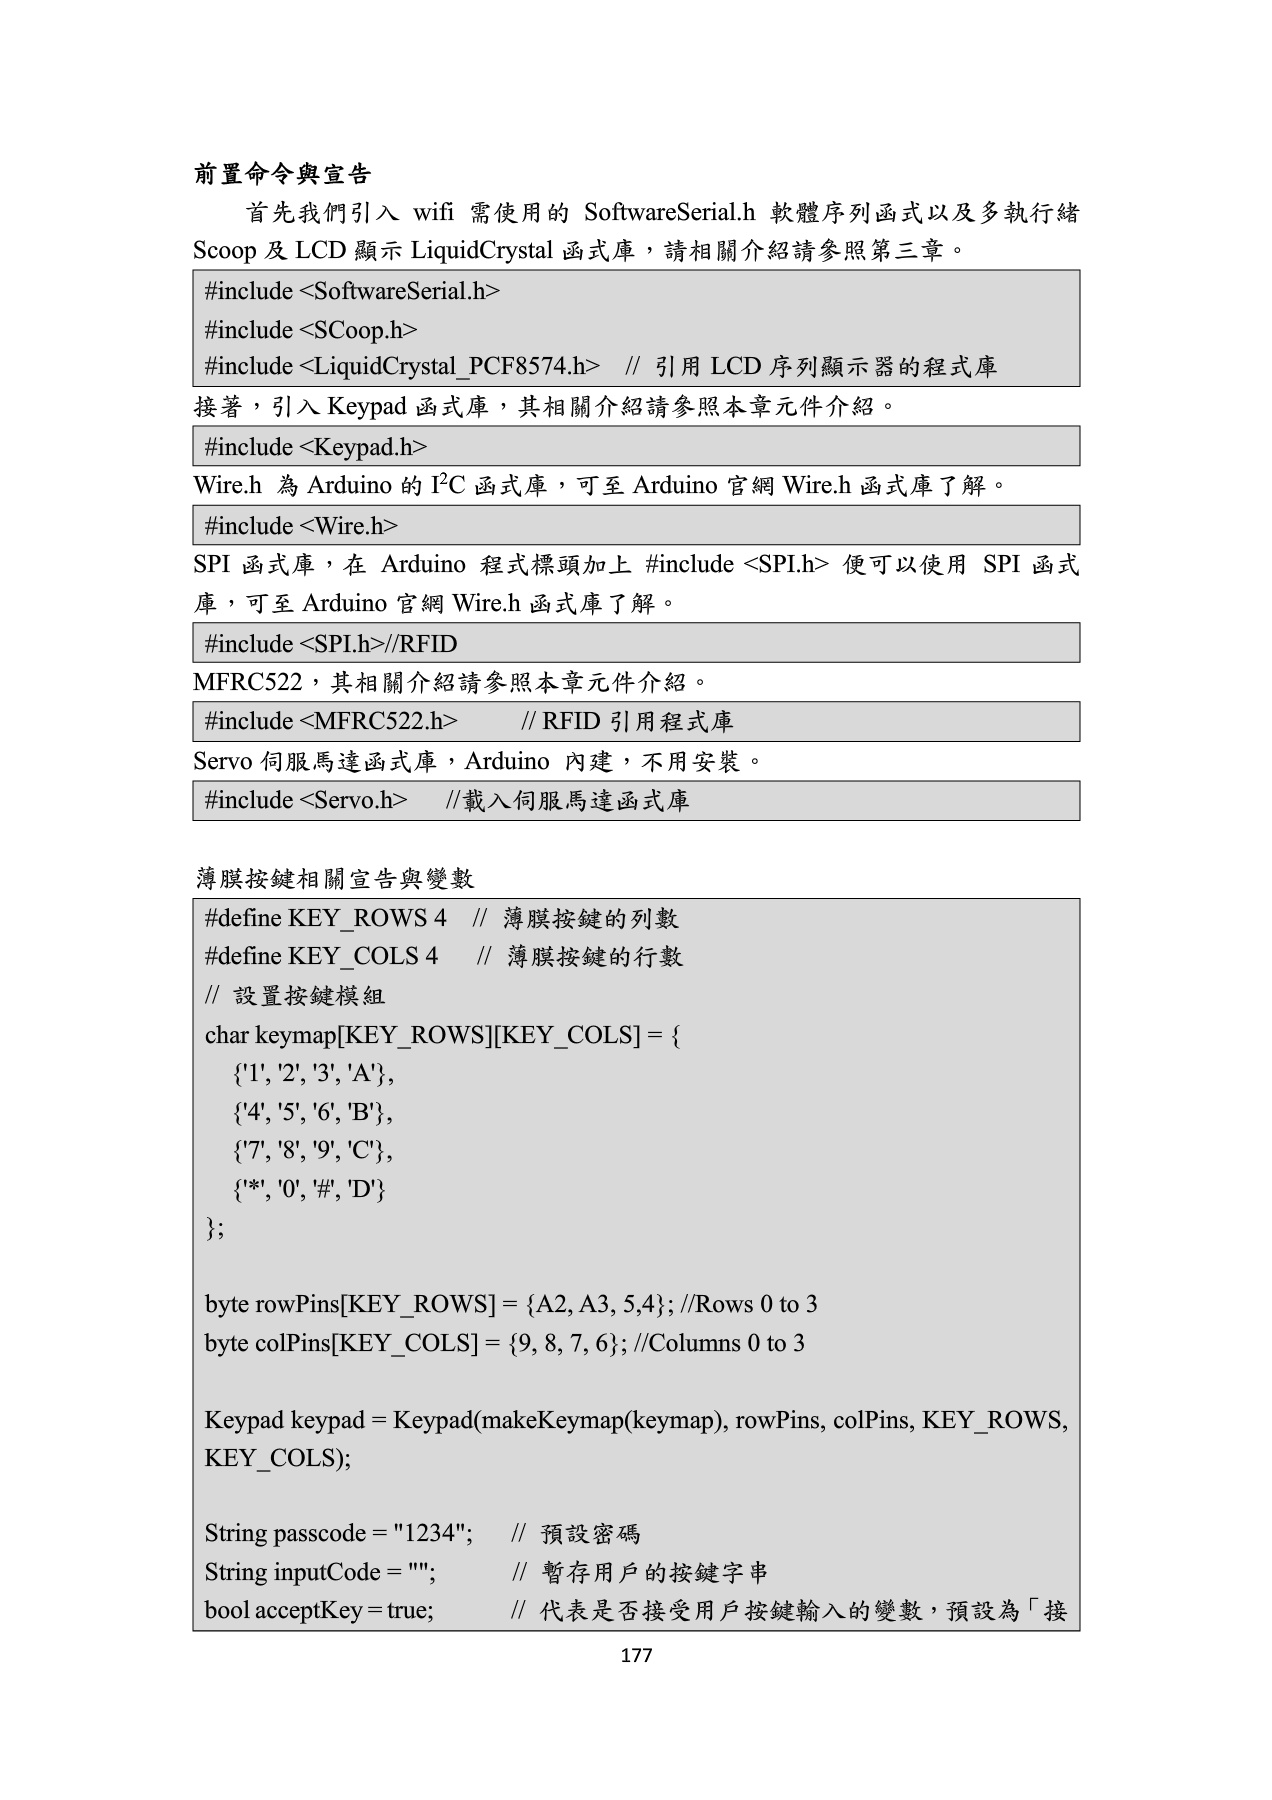 前置命令與宣告
首先我們引入 wifi 需使用的 SoftwareSerial.h 軟體序列函式以及多執行緒
Scoop 及 LCD 顯示 LiquidCrystal 函式庫，請相關介紹請參照第三章。
#include <SoftwareSerial.h>
#include <SCoop.h>
#include <LiquidCrystal_PCF8574.h> // 引用 LCD 序列顯示器的程式庫
接著，引入 Keypad 函式庫，其相關介紹請參照本章元件介紹。
#include <Keypad.h>
Wire.h 為 Arduino 的 I²C 函式庫，可至 Arduino 官網 Wire.h 函式庫了解。
#include <Wire.h>
SPI 函式庫，在 Arduino 程式標頭加上 #include <SPI.h> 便可以使用 SPI 函式
庫，可至 Arduino 官網 Wire.h 函式庫了解。
#include <SPI.h>//RFID
MFRC522，其相關介紹請參照本章元件介紹。
#include <MFRC522.h> // RFID 引用程式庫
Servo 伺服馬達函式庫，Arduino 內建，不用安裝。
#include <Servo.h> //載入伺服馬達函式庫
薄膜按鍵相關宣告與變數
#define KEY_ROWS 4 // 薄膜按鍵的列數
#define KEY_COLS 4 // 薄膜按鍵的行數
// 設置按鍵模組
char keymap[KEY_ROWS][KEY_COLS] = {
{'1', '2', '3', 'A'},
{'4', '5', '6', 'B'},
{'7', '8', '9', 'C'},
{'*', '0', '#', 'D'}
};
byte rowPins[KEY_ROWS] = {A2, A3, 5,4}; //Rows 0 to 3
byte colPins[KEY_COLS] = {9, 8, 7, 6}; //Columns 0 to 3
Keypad keypad = Keypad(makeKeymap(keymap), rowPins, colPins, KEY_ROWS,
KEY_COLS);
String passcode = "1234"; // 預設密碼
String inputCode = ""; // 暫存用戶的按鍵字串
bool acceptKey = true; // 代表是否接受用戶按鍵輸入的變數，預設為「接
177